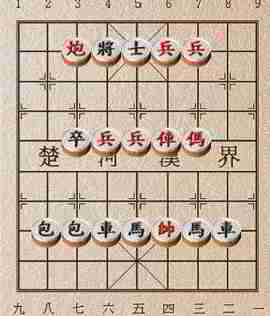 1 2 3 4 5 6 7 8 9
炮 將 士 兵 兵
卒 兵 兵 俥 傌
楚 河 漢 界
包 包 車 馬 帥 馬 車
九 八 七 六 五 四 三 二 一